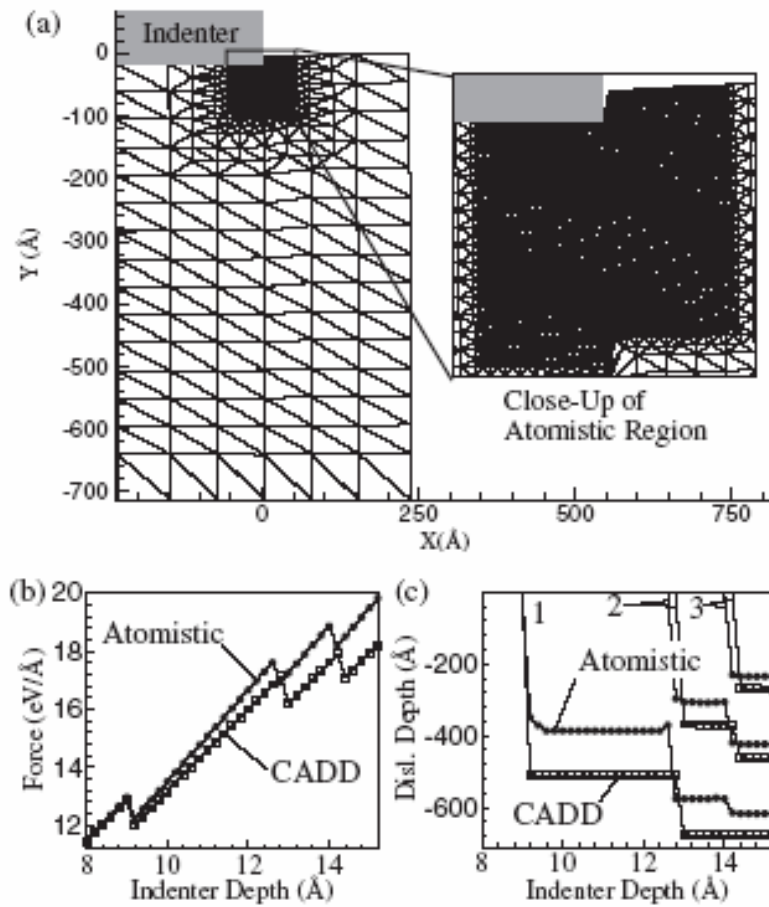 (a)
Indenter
0
-100
-200
-300
-400
-500
-600
-700
Y (Å)
0
250
500
750
X(Å)
Close-Up of
Atomistic Region
(b)
20
18
16
14
12
Force (eV/Å)
Atomistic
CADD
8
10
12
14
Indenter Depth (Å)
(c)
1
2
3
-200
-400
-600
Disl. Depth (Å)
Atomistic
CADD
8
10
12
14
Indenter Depth (Å)